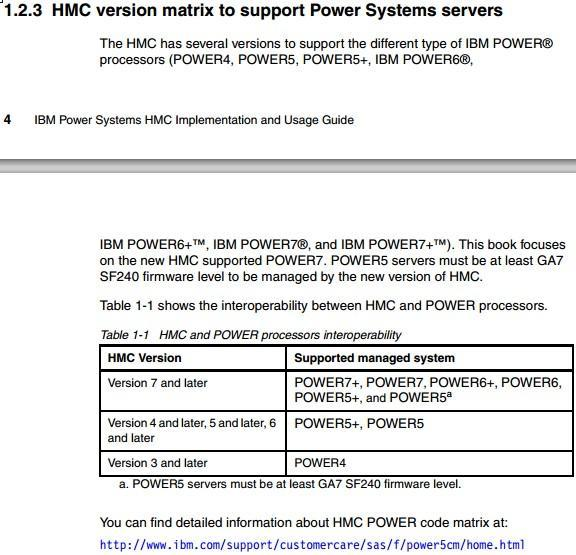 1.2.3 HMC version matrix to support Power Systems servers
The HMC has several versions to support the different type of IBM POWER®
processors (POWER4, POWER5, POWER5+, IBM POWER6®,
4 IBM Power Systems HMC Implementation and Usage Guide
IBM POWER6+™, IBM POWER7®, and IBM POWER7+™). This book focuses
on the new HMC supported POWER7. POWER5 servers must be at least GA7
SF240 firmware level to be managed by the new version of HMC.
Table 1-1 shows the interoperability between HMC and POWER processors.
Table 1-1 HMC and POWER processors interoperability
HMC Version Supported managed system
Version 7 and later POWER7+, POWER7, POWER6+, POWER6,
POWER5+, and POWER5a
Version 4 and later, 5 and later, 6 POWER5+, POWER5
and later
Version 3 and later POWER4
a. POWER5 servers must be at least GA7 SF240 firmware level.
You can find detailed information about HMC POWER code matrix at:
http://www.ibm.com/support/customercare/sas/f/power5cm/home.html